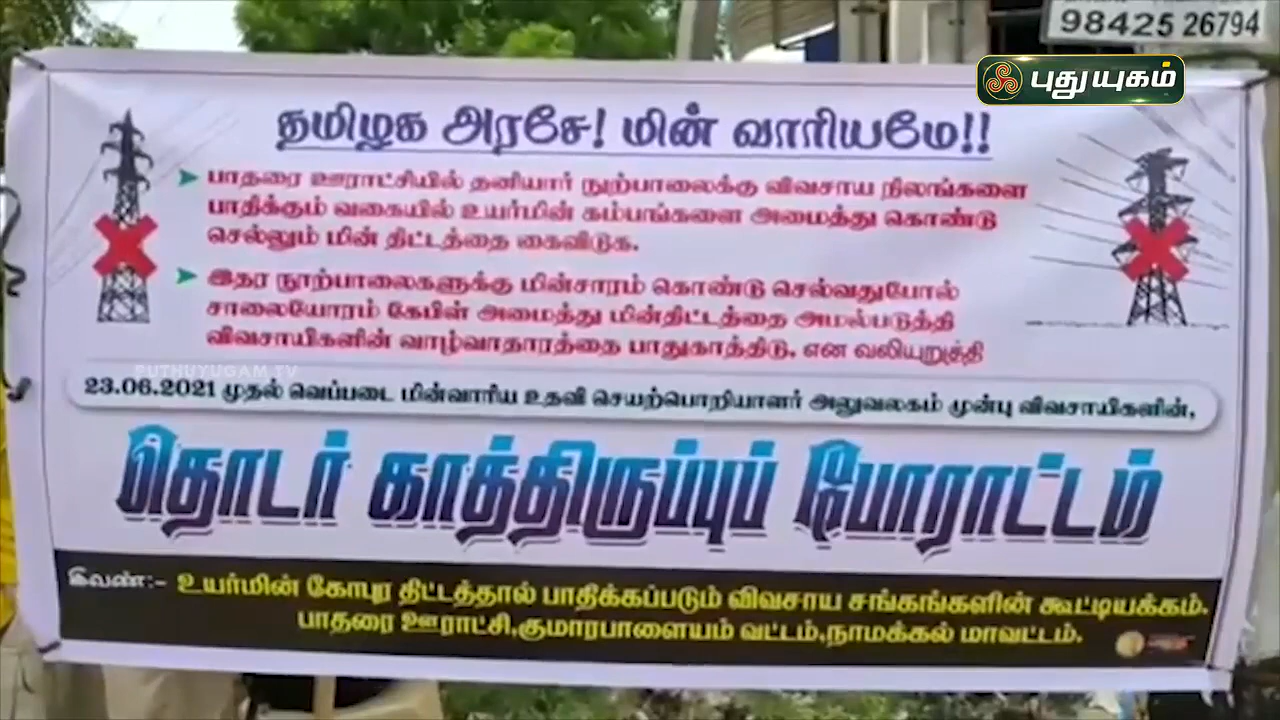 98425 26794
புதுயுகம்
தமிழக அரசே! மின் வாரியமே!!
பாதரை ஊராட்சியில் தனியார் நுற்பாலைக்கு விவசாய நிலங்களை
பாதிக்கும் வகையில் உயர்மின் கம்பங்களை அமைத்து கொண்டு
செல்லும் மின் திட்டத்தை கைவிடுக.
இதர நூற்பாலைகளுக்கு மின்சாரம் கொண்டு செல்வதுபோல்
சாலையோரம் கேபிள் அமைத்து மின்திட்டத்தை அமல்படுத்தி
விவசாயிகளின் வாழ்வாதாரத்தை பாதுகாத்திடு. என வலியுறுத்தி
PUTHUYUGAM TV
23.06.2021 முதல் வெப்படை மின்வாரிய உதவி செயற்பொறியாளர் அலுவலகம் முன்பு விவசாயிகளின்,
தொடர் காத்திருப்புப் போராட்டம்
இவண்:- உயர்மின் கோபுர திட்டத்தால் பாதிக்கப்படும் விவசாய சங்கங்களின் கூட்டியக்கம்.
பாதரை ஊராட்சி,குமாரபாளையம் வட்டம்,நாமக்கல் மாவட்டம்.